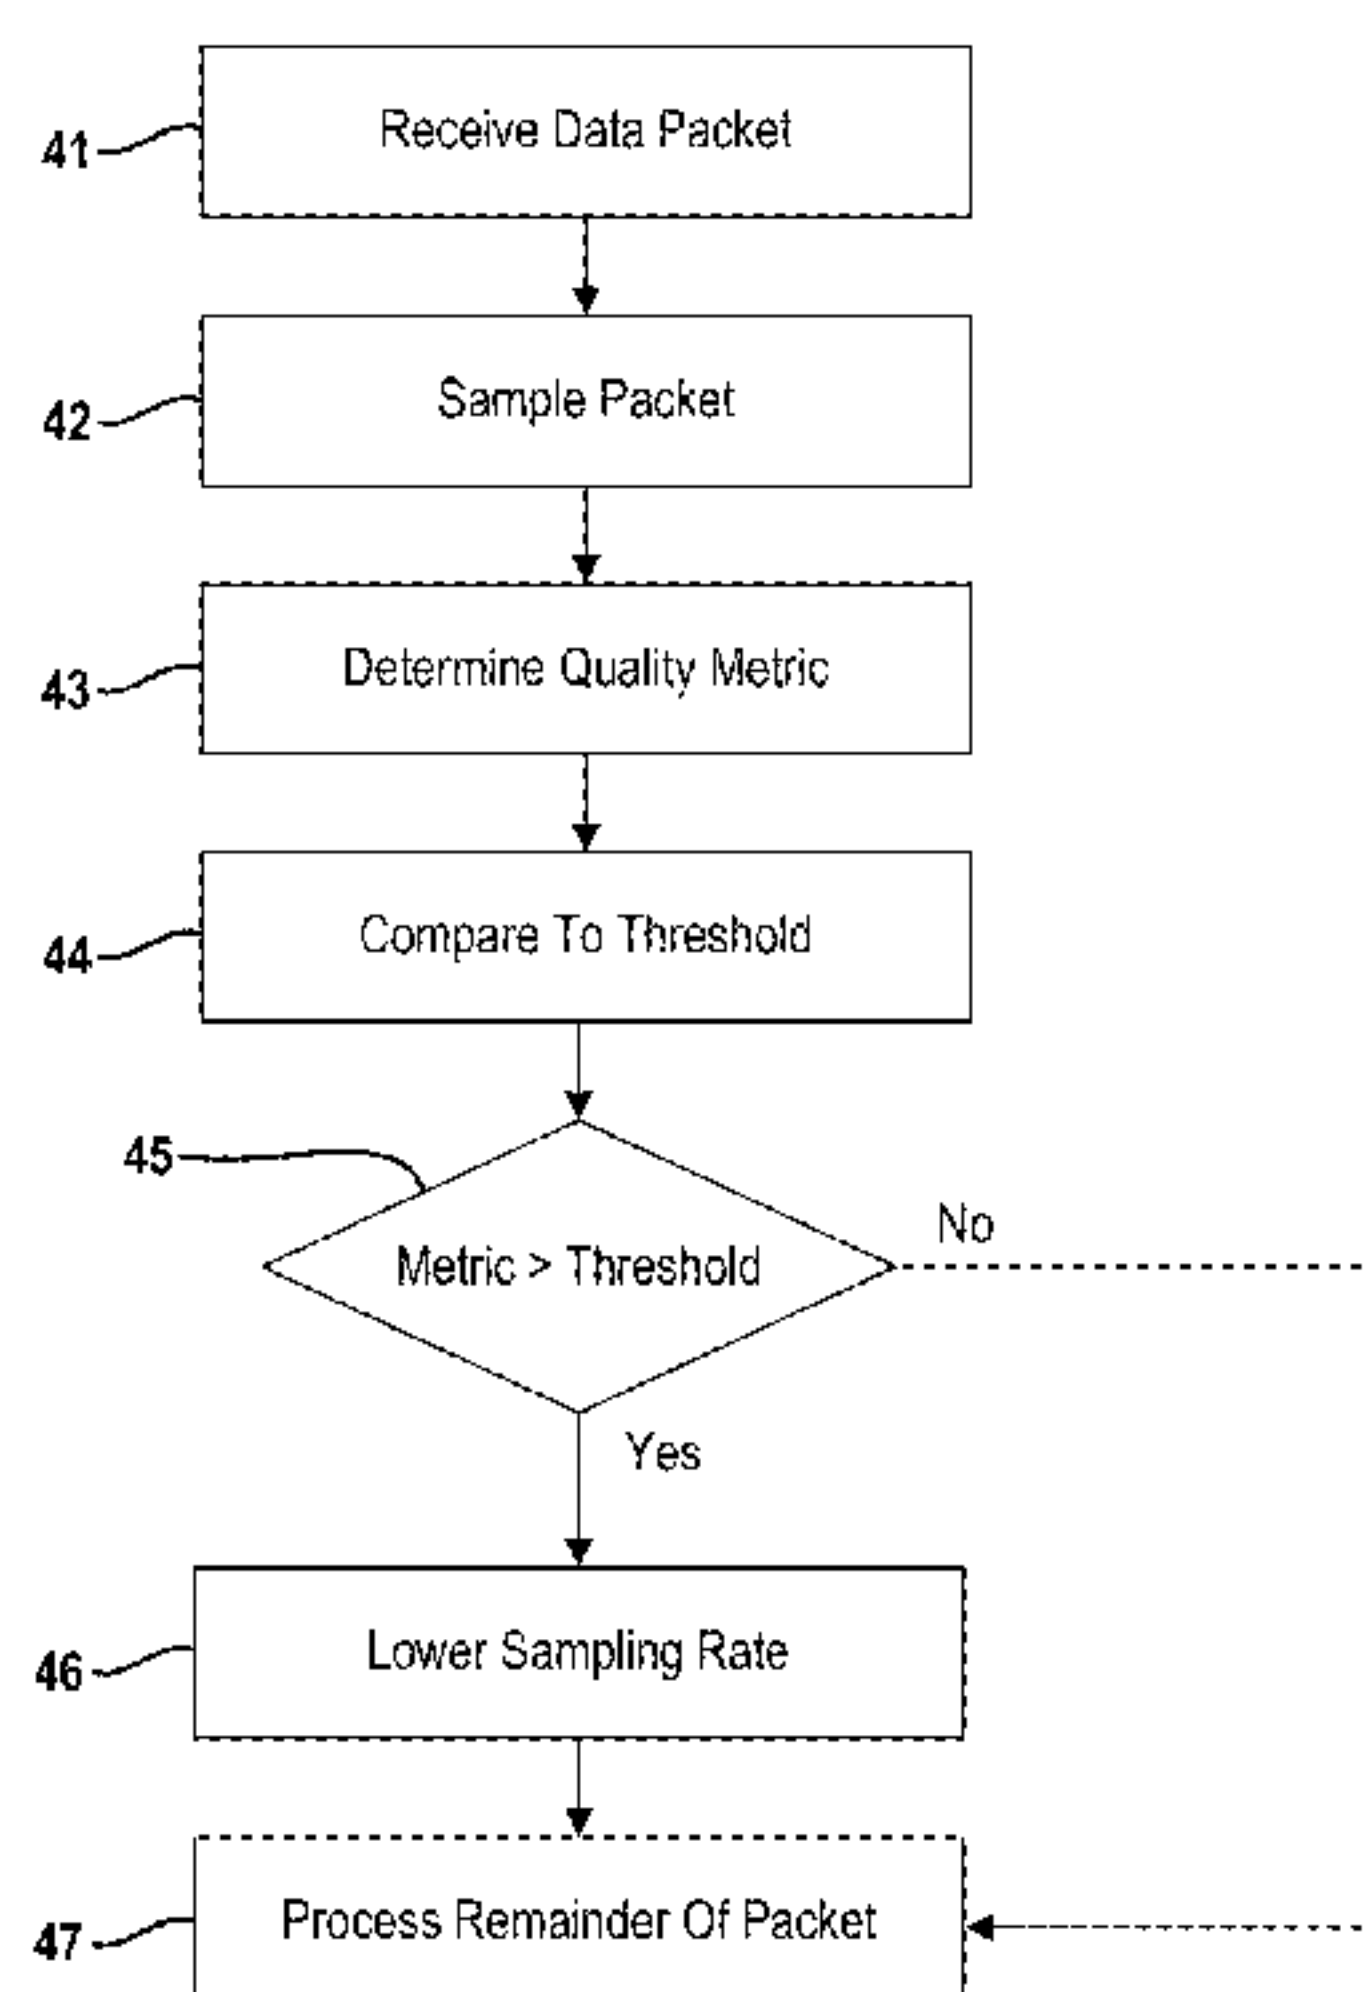 41
Receive Data Packet
42
Sample Packet
43
Determine Quality Metric
44
Compare To Threshold
45
Metric > Threshold
No
Yes
46
Lower Sampling Rate
47
Process Remainder Of Packet